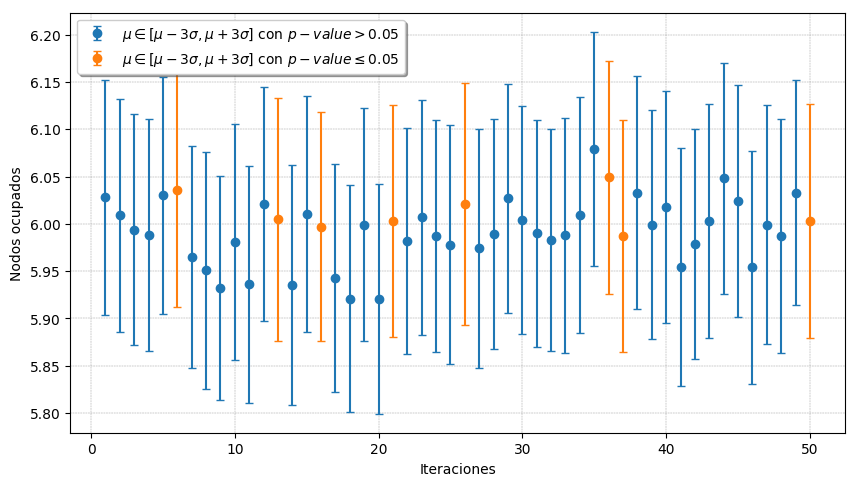 μ ∈ [μ − 3σ, μ + 3σ] con p − value > 0.05
μ ∈ [μ − 3σ, μ + 3σ] con p − value ≤ 0.05
Nodos ocupados
6.20
6.15
6.10
6.05
6.00
5.95
5.90
5.85
5.80
0 10 20 30 40 50
Iteraciones